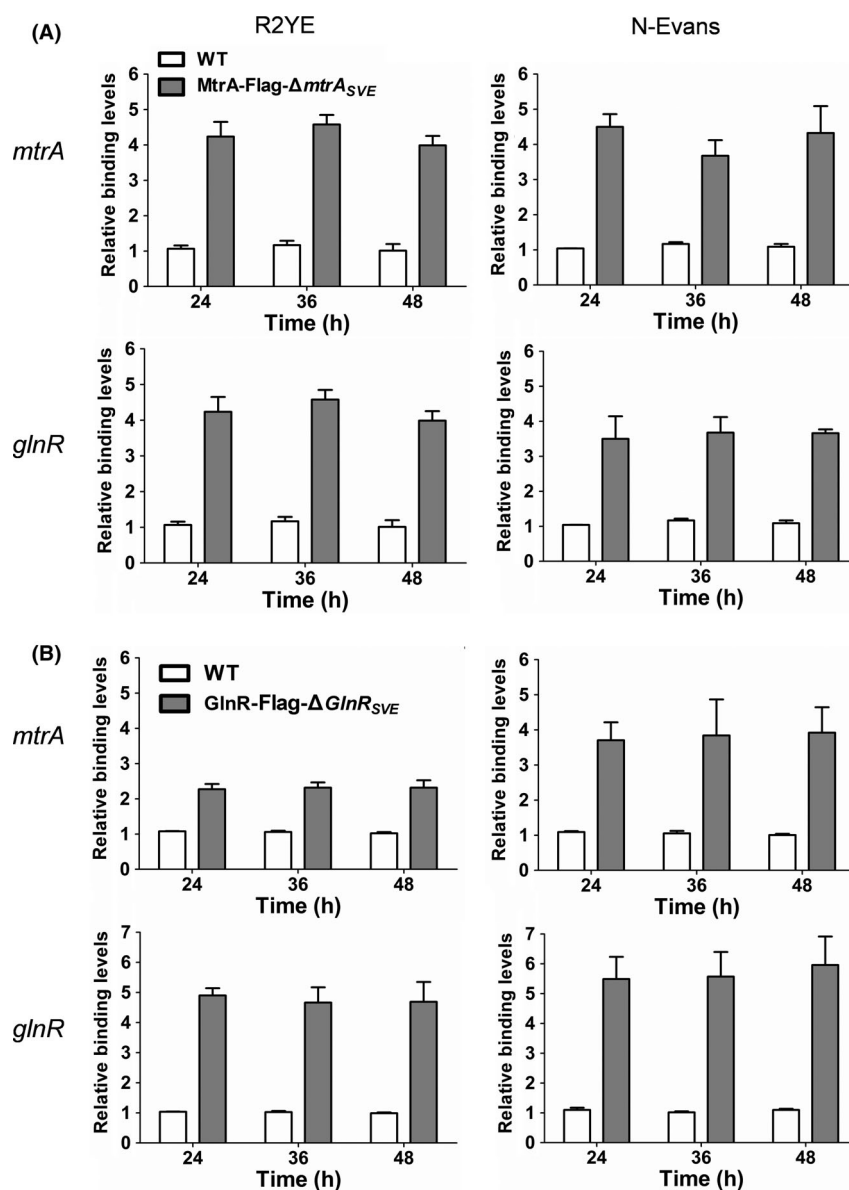 (A)
R2YE
N-Evans
mtrA
WT
MtrA-Flag-ΔmtrASVE
Relative binding levels
6
5
4
3
2
1
0
24
36
48
Time (h)
Relative binding levels
6
5
4
3
2
1
0
24
36
48
Time (h)
glnR
Relative binding levels
6
5
4
3
2
1
0
24
36
48
Time (h)
Relative binding levels
6
5
4
3
2
1
0
24
36
48
Time (h)
(B)
mtrA
WT
GlnR-Flag-ΔGlnRSVE
Relative binding levels
6
5
4
3
2
1
0
24
36
48
Time (h)
Relative binding levels
6
5
4
3
2
1
0
24
36
48
Time (h)
glnR
Relative binding levels
7
6
5
4
3
2
1
0
24
36
48
Time (h)
Relative binding levels
7
6
5
4
3
2
1
0
24
36
48
Time (h)